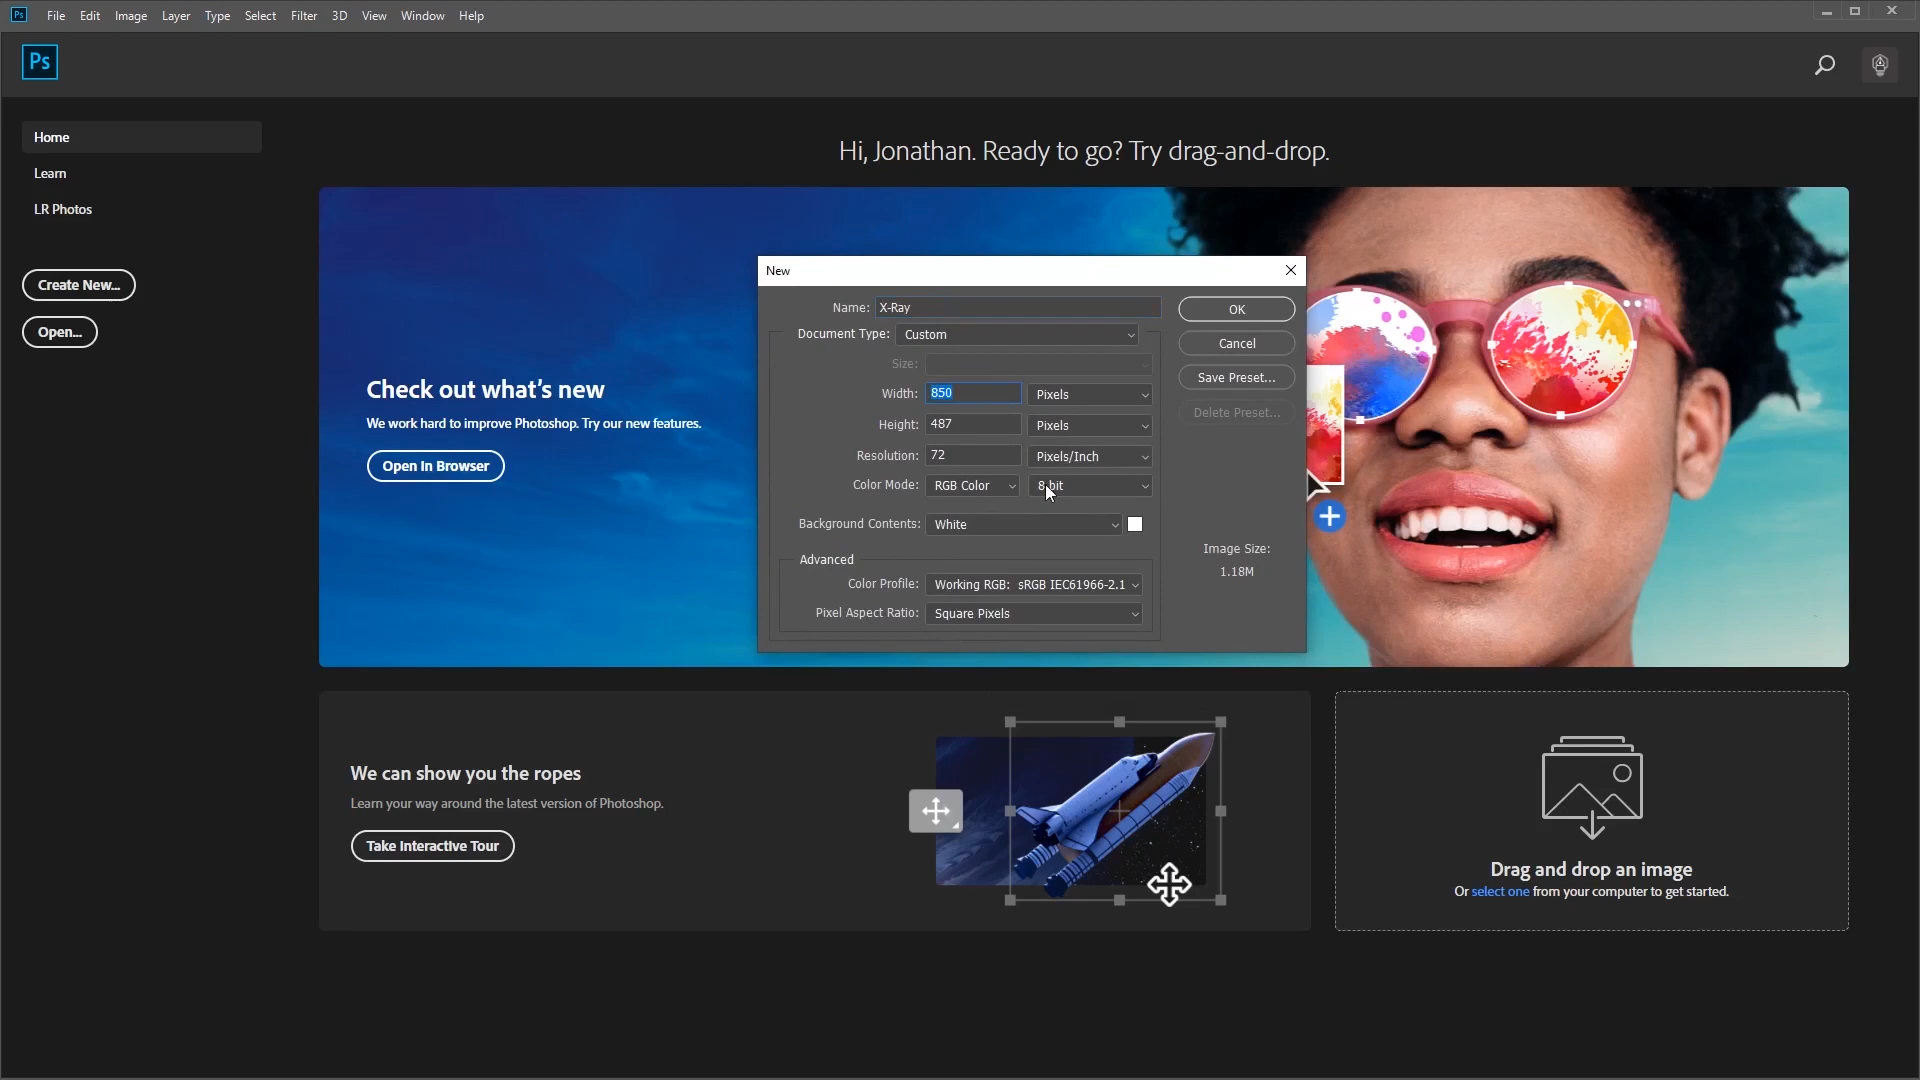 Ps File Edit Image Layer Type Select Filter 3D View Window Help
Ps
Home
Learn
LR Photos
Create New...
Open...
Hi, Jonathan. Ready to go? Try drag-and-drop.
Check out what's new
We work hard to improve Photoshop. Try our new features.
Open In Browser
New
Name: X-Ray
OK
Document Type: Custom
Cancel
Size:
Save Preset...
Width: 850 Pixels
Delete Preset...
Height: 487 Pixels
Resolution: 72 Pixels/Inch
Color Mode: RGB Color 8 bit
Background Contents: White
Image Size:
1.18M
Advanced
Color Profile: Working RGB: sRGB IEC61966-2.1
Pixel Aspect Ratio: Square Pixels
We can show you the ropes
Learn your way around the latest version of Photoshop.
Take Interactive Tour
Drag and drop an image
Or select one from your computer to get started.